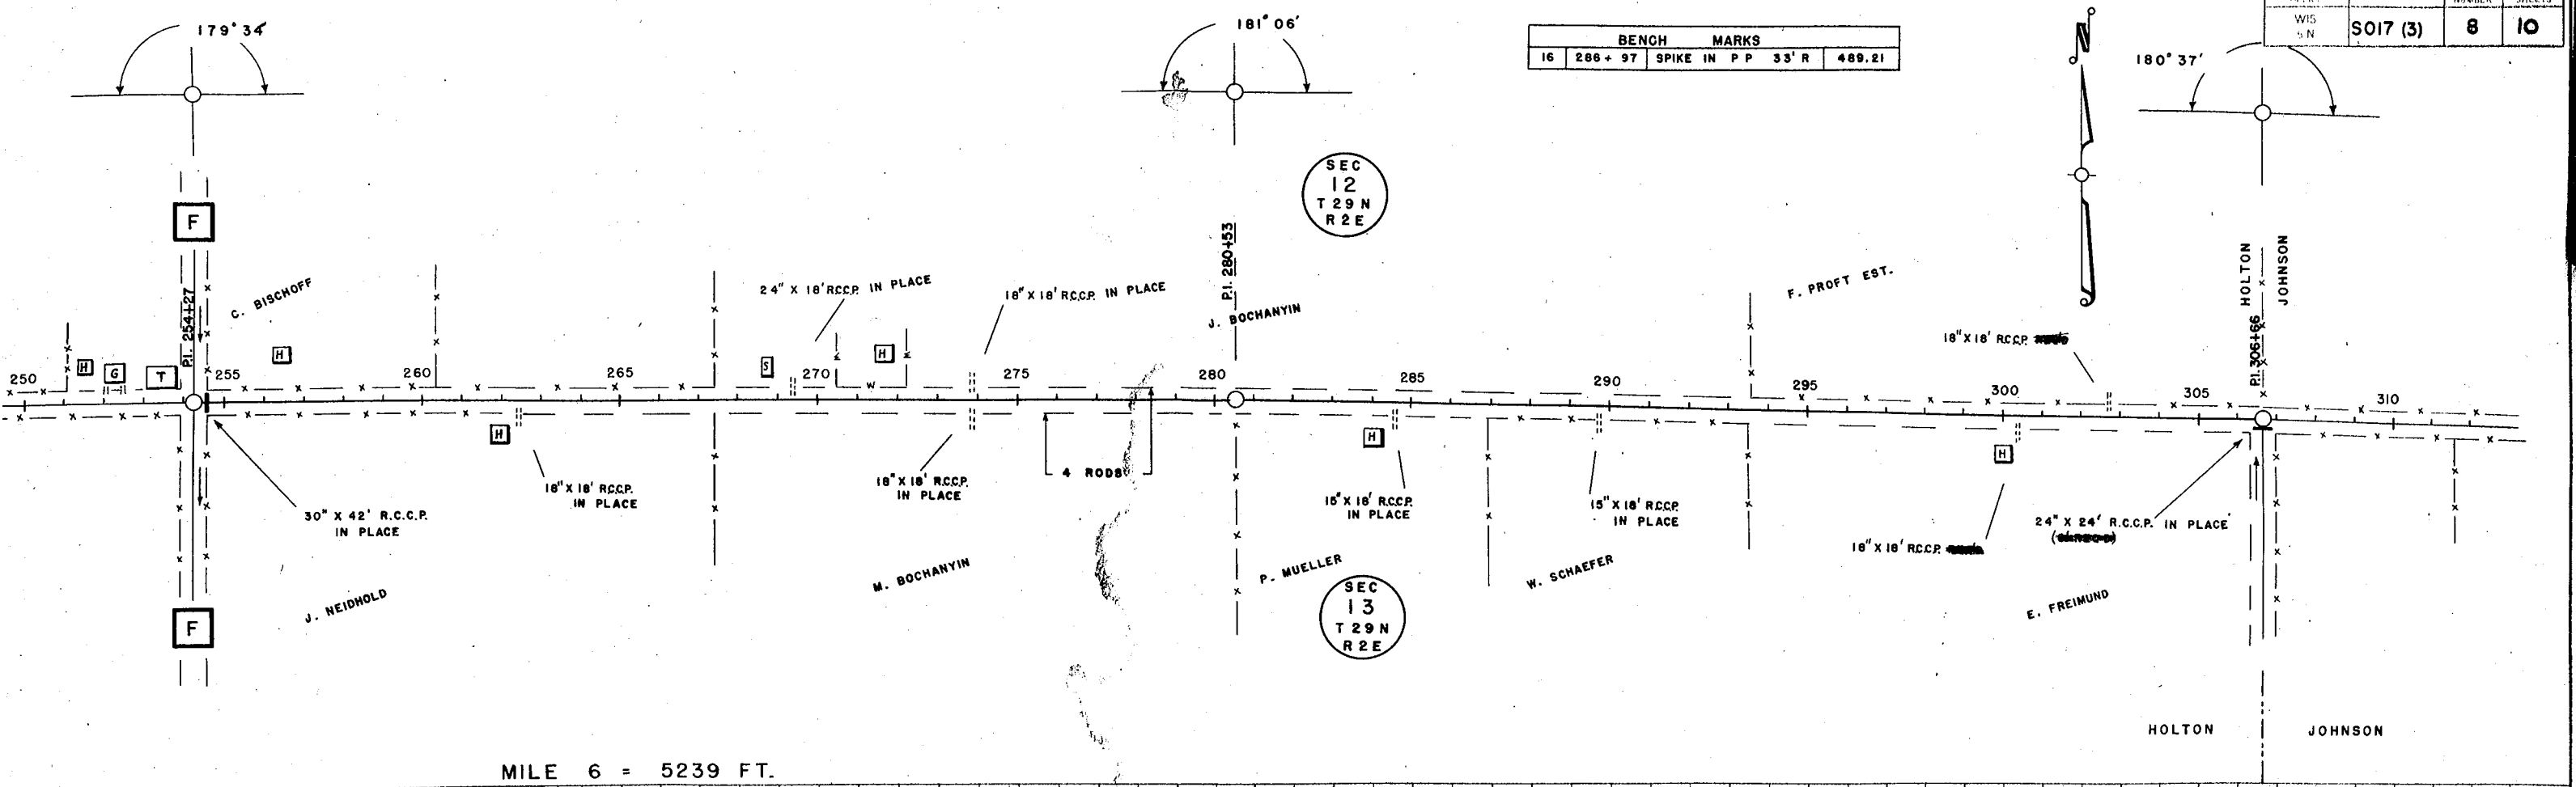 179° 34'
181° 06'
BENCH MARKS
16 286+97 SPIKE IN P P 33' R 489.21
N
180° 37'
NUMBER SHEETS
WIS
5 N
S017 (3) 8 10
SEC
12
T 29 N
R 2 E
F
P.I. 254+27
C. BISCHOFF
24" X 18' R.C.C.P. IN PLACE
18" X 18' R.C.C.P. IN PLACE
P.I. 280+53
J. BOCHANYIN
F. PROFT EST.
18" X 18' R.C.C.P.
HOLTON
JOHNSON
P.I. 306+66
H G T H S H
W
250 255 260 265 270 275 280 285 290 295 300 305 310
H H H
4 RODS
30" X 42' R.C.C.P.
IN PLACE
18" X 18' R.C.C.P.
IN PLACE
18" X 18' R.C.C.P.
IN PLACE
15" X 18' R.C.C.P.
IN PLACE
15" X 18' R.C.C.P.
IN PLACE
18" X 18' R.C.C.P.
24" X 24' R.C.C.P. IN PLACE
J. NEIDHOLD
M. BOCHANYIN
P. MUELLER
W. SCHAEFER
E. FREIMUND
F
SEC
13
T 29 N
R 2 E
HOLTON JOHNSON
MILE 6 = 5239 FT.